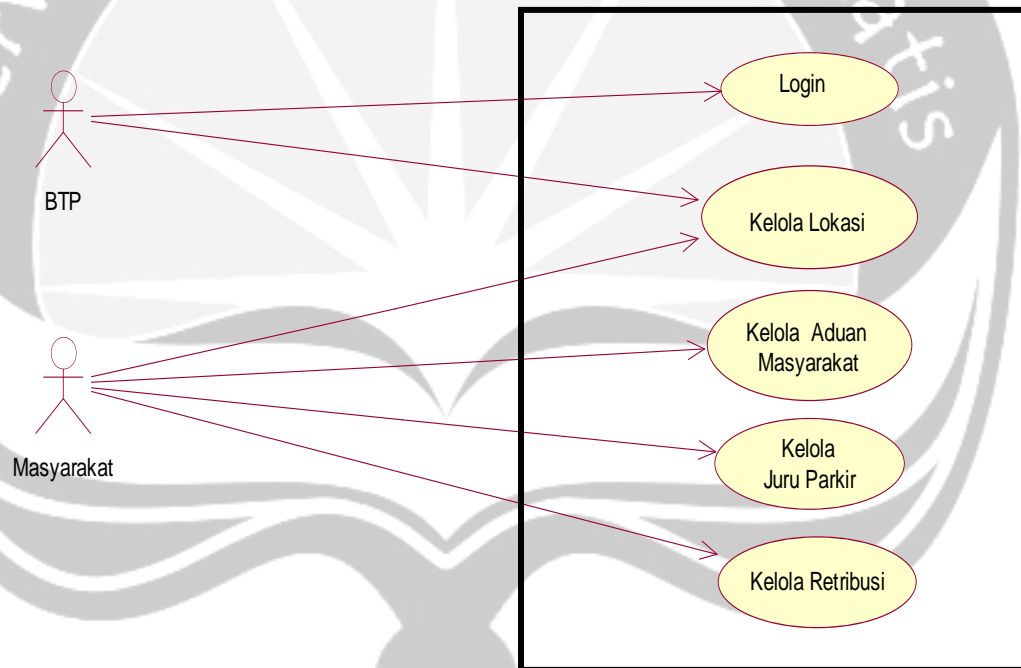 Login
BTP
Kelola Lokasi
Kelola Aduan
Masyarakat
Masyarakat
Kelola
Juru Parkir
Kelola Retribusi